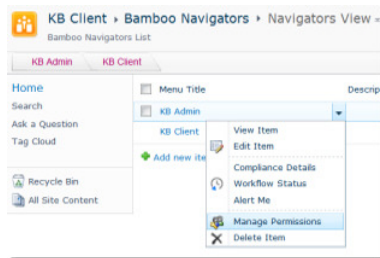 KB Client › Bamboo Navigators › Navigators View
Bamboo Navigators List
KB Admin KB Client
Home
Search
Ask a Question
Tag Cloud
Recycle Bin
All Site Content
Menu Title Descrip
KB Admin
KB Client
Add new ite
View Item
Edit Item
Compliance Details
Workflow Status
Alert Me
Manage Permissions
Delete Item